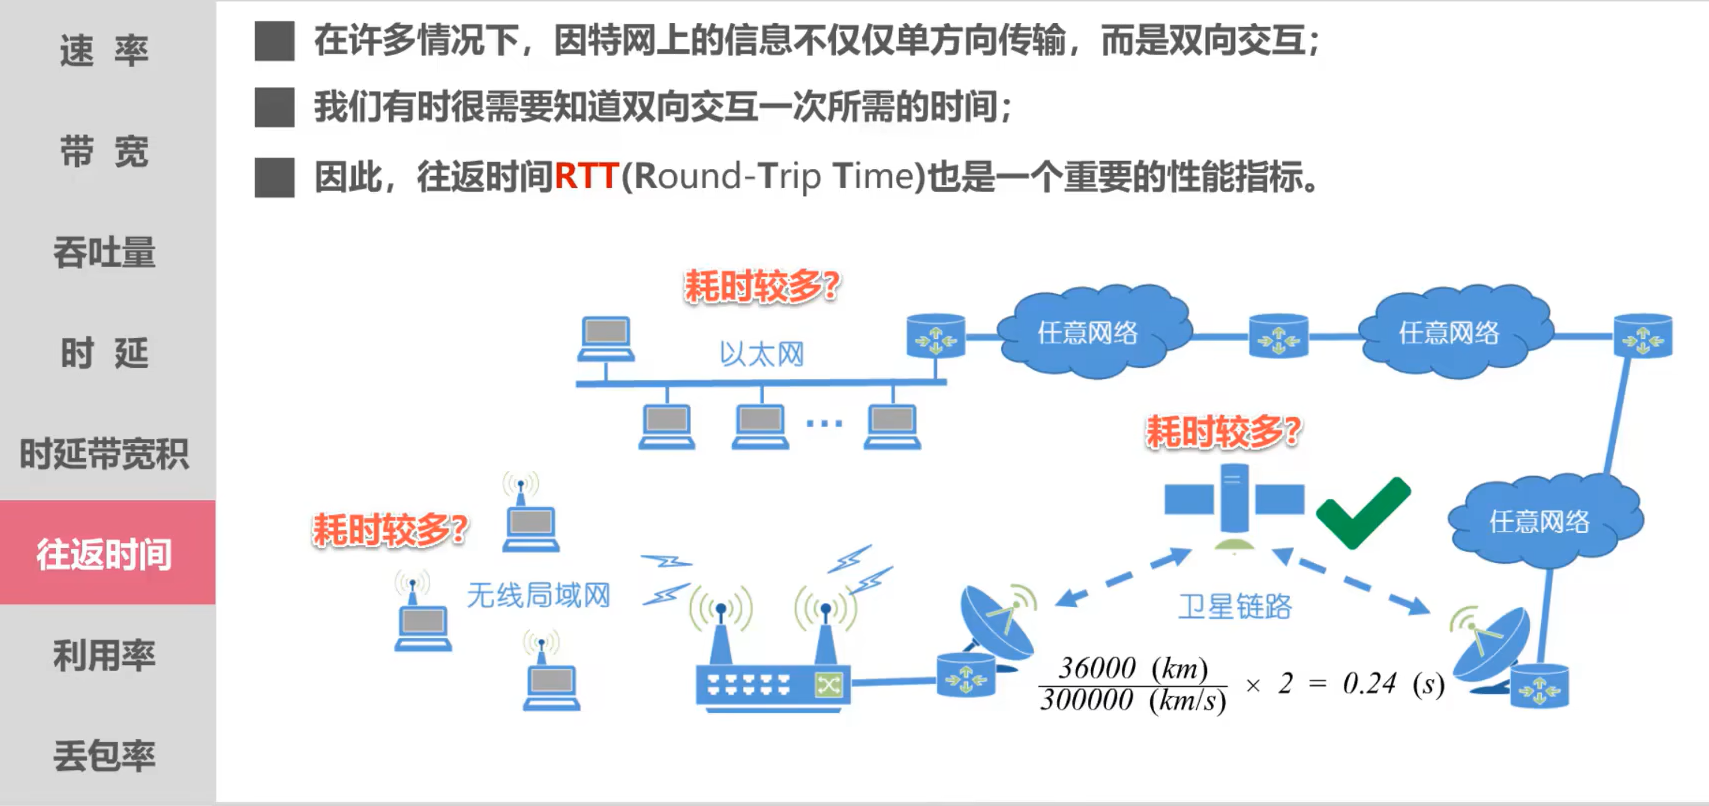 速 率
带 宽
吞吐量
时 延
时延带宽积
往返时间
利用率
丢包率
在许多情况下，因特网上的信息不仅仅单方向传输，而是双向交互；
我们有时很需要知道双向交互一次所需的时间；
因此，往返时间RTT(Round-Trip Time)也是一个重要的性能指标。
耗时较多?
以太网
任意网络
任意网络
耗时较多?
任意网络
耗时较多?
无线局域网
卫星链路
36000 (km)
300000 (km/s)
× 2 = 0.24 (s)